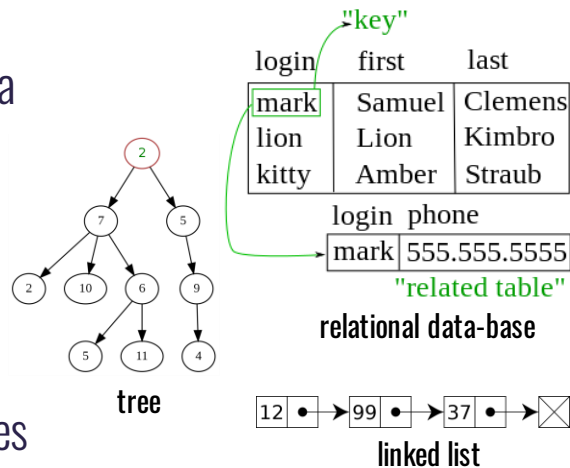 "key"
login first last
mark Samuel Clemens
lion Lion Kimbro
kitty Amber Straub
login phone
mark 555.555.5555
"related table"
relational data-base
a
2
7 5
2 10 6 9
5 11 4
tree
12 99 37
linked list
es